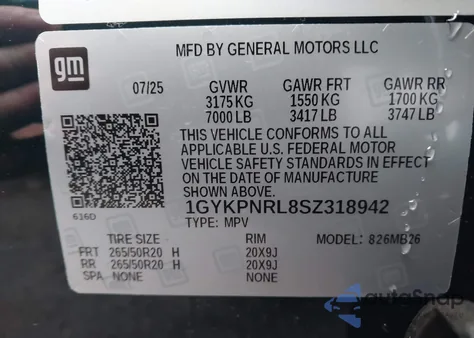 gm
MFD BY GENERAL MOTORS LLC
07/25 GVWR GAWR FRT GAWR RR
3175 KG 1550 KG 1700 KG
7000 LB 3417 LB 3747 LB
THIS VEHICLE CONFORMS TO ALL
APPLICABLE U.S. FEDERAL MOTOR
VEHICLE SAFETY STANDARDS IN EFFECT
ON THE DATE OF MANUFACTURE
SHOWN ABOVE.
616D
1GYKPNRL8SZ318942
TYPE: MPV
TIRE SIZE RIM MODEL: 826MB26
FRT 265/50R20 H 20X9J
RR 265/50R20 H 20X9J
SPA NONE NONE
autoSnap